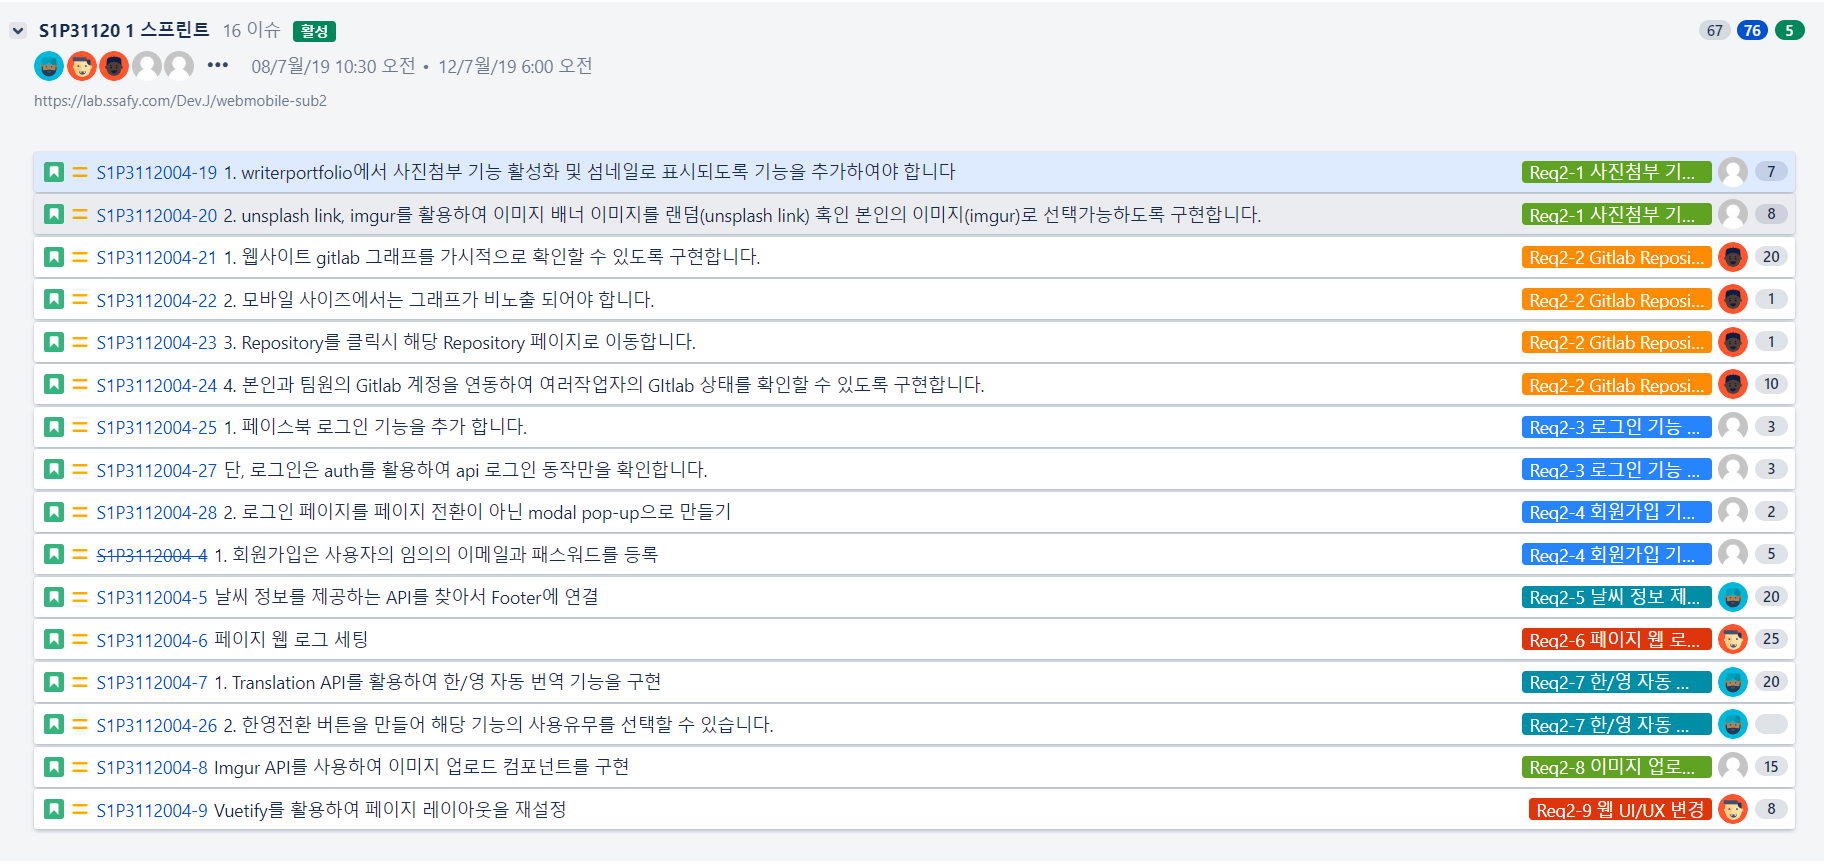 S1P31120 1 스프린트 16 이슈 활성 67 76 5
••• 08/7월/19 10:30 오전 • 12/7월/19 6:00 오전
https://lab.ssafy.com/Dev.J/webmobile-sub2
S1P3112004-19 1. writerportfolio에서 사진첨부 기능 활성화 및 섬네일로 표시되도록 기능을 추가하여야 합니다 Req2-1 사진첨부 기... 7
S1P3112004-20 2. unsplash link, imgur를 활용하여 이미지 배너 이미지를 랜덤(unsplash link) 혹인 본인의 이미지(imgur)로 선택가능하도록 구현합니다. Req2-1 사진첨부 기... 8
S1P3112004-21 1. 웹사이트 gitlab 그래프를 가시적으로 확인할 수 있도록 구현합니다. Req2-2 Gitlab Reposi... 20
S1P3112004-22 2. 모바일 사이즈에서는 그래프가 비노출 되어야 합니다. Req2-2 Gitlab Reposi... 1
S1P3112004-23 3. Repository를 클릭시 해당 Repository 페이지로 이동합니다. Req2-2 Gitlab Reposi... 1
S1P3112004-24 4. 본인과 팀원의 Gitlab 계정을 연동하여 여러작업자의 GItlab 상태를 확인할 수 있도록 구현합니다. Req2-2 Gitlab Reposi... 10
S1P3112004-25 1. 페이스북 로그인 기능을 추가 합니다. Req2-3 로그인 기능 ... 3
S1P3112004-27 단, 로그인은 auth를 활용하여 api 로그인 동작만을 확인합니다. Req2-3 로그인 기능 ... 3
S1P3112004-28 2. 로그인 페이지를 페이지 전환이 아닌 modal pop-up으로 만들기 Req2-4 회원가입 기... 2
S1P3112004-4 1. 회원가입은 사용자의 임의의 이메일과 패스워드를 등록 Req2-4 회원가입 기... 5
S1P3112004-5 날씨 정보를 제공하는 API를 찾아서 Footer에 연결 Req2-5 날씨 정보 제... 20
S1P3112004-6 페이지 웹 로그 세팅 Req2-6 페이지 웹 로... 25
S1P3112004-7 1. Translation API를 활용하여 한/영 자동 번역 기능을 구현 Req2-7 한/영 자동 ... 20
S1P3112004-26 2. 한영전환 버튼을 만들어 해당 기능의 사용유무를 선택할 수 있습니다. Req2-7 한/영 자동 ...
S1P3112004-8 Imgur API를 사용하여 이미지 업로드 컴포넌트를 구현 Req2-8 이미지 업로... 15
S1P3112004-9 Vuetify를 활용하여 페이지 레이아웃을 재설정 Req2-9 웹 UI/UX 변경 8